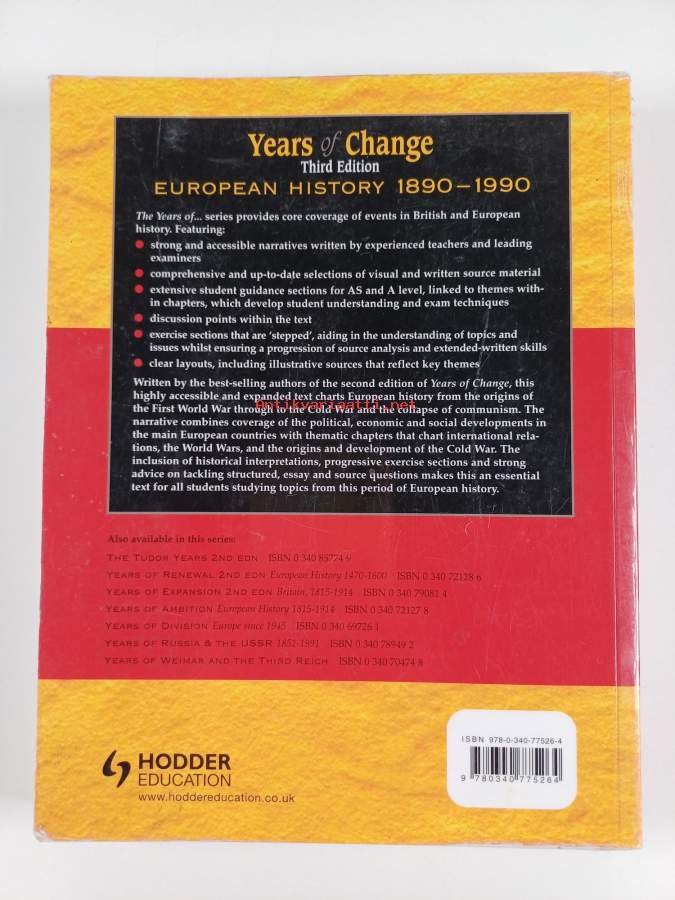 Years of Change
Third Edition
EUROPEAN HISTORY 1890–1990
The Years of... series provides core coverage of events in British and European
history. Featuring:
strong and accessible narratives written by experienced teachers and leading
examiners
comprehensive and up-to-date selections of visual and written source material
extensive student guidance sections for AS and A level, linked to themes with-
in chapters, which develop student understanding and exam techniques
discussion points within the text
exercise sections that are 'stepped', aiding in the understanding of topics and
issues whilst ensuring a progression of source analysis and extended-written skills
clear layouts, including illustrative sources that reflect key themes
Written by the best-selling authors of the second edition of Years of Change, this
highly accessible and expanded text charts European history from the origins of
the First World War through to the Cold War and the collapse of communism. The
Antikvariaatti.net
narrative combines coverage of the political, economic and social developments in
the main European countries with thematic chapters that chart international rela-
tions, the World Wars, and the origins and development of the Cold War. The
inclusion of historical interpretations, progressive exercise sections and strong
advice on tackling structured, essay and source questions makes this an essential
text for all students studying topics from this period of European history.
Also available in this series:
THE TUDOR YEARS 2ND EDN ISBN 0 340 85774 9
YEARS OF RENEWAL 2ND EDN European History 1470-1600 ISBN 0 340 72128 6
YEARS OF EXPANSION 2ND EDN Britain, 1815-1914 ISBN 0 340 79081 4
YEARS OF AMBITION European History 1815-1914 ISBN 0 340 72127 8
YEARS OF DIVISION Europe since 1945 ISBN 0 340 69726 1
YEARS OF RUSSIA & THE USSR 1851-1991 ISBN 0 340 78949 2
YEARS OF WEIMAR AND THE THIRD REICH ISBN 0 340 70474 8
ISBN 978-0-340-77526-4
9 780340 775264
HODDER
EDUCATION
www.hoddereducation.co.uk